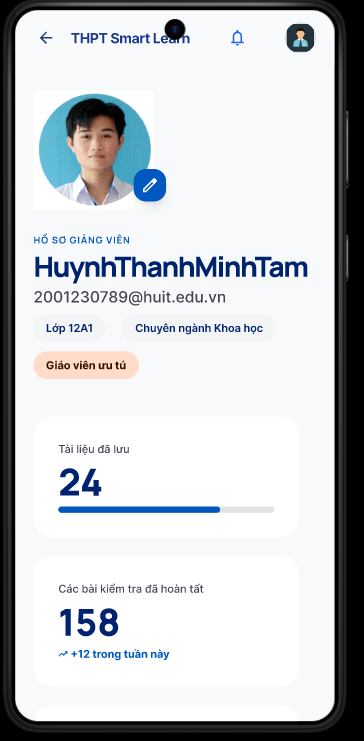 THPT Smart Learn
HỒ SƠ GIẢNG VIÊN
HuynhThanhMinhTam
2001230789@huit.edu.vn
Lớp 12A1
Chuyên ngành Khoa học
Giáo viên ưu tú
Tài liệu đã lưu
24
Các bài kiểm tra đã hoàn tất
158
+12 trong tuần này